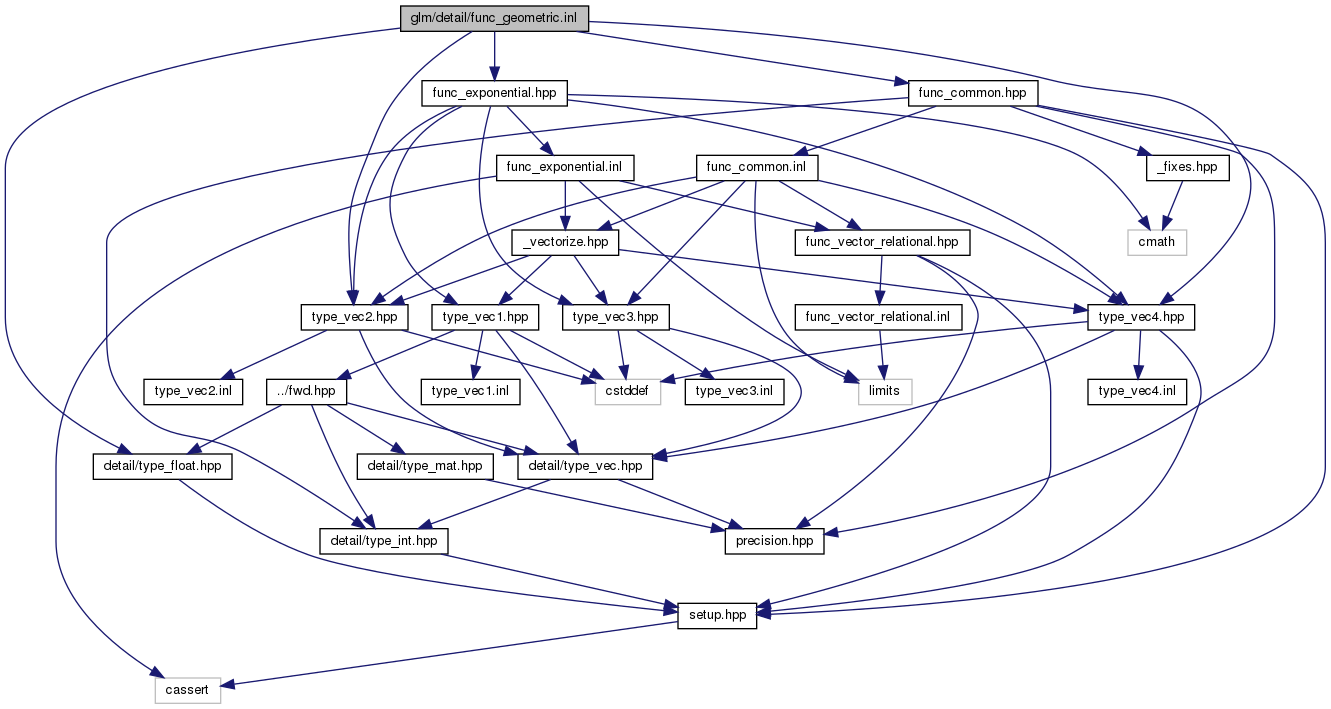 glm/detail/func_geometric.inl
func_exponential.hpp
func_common.hpp
func_exponential.inl
func_common.inl
_fixes.hpp
_vectorize.hpp
func_vector_relational.hpp
cmath
type_vec2.hpp
type_vec1.hpp
type_vec3.hpp
func_vector_relational.inl
type_vec4.hpp
type_vec2.inl
../fwd.hpp
type_vec1.inl
cstddef
type_vec3.inl
limits
type_vec4.inl
detail/type_float.hpp
detail/type_mat.hpp
detail/type_vec.hpp
detail/type_int.hpp
precision.hpp
setup.hpp
cassert